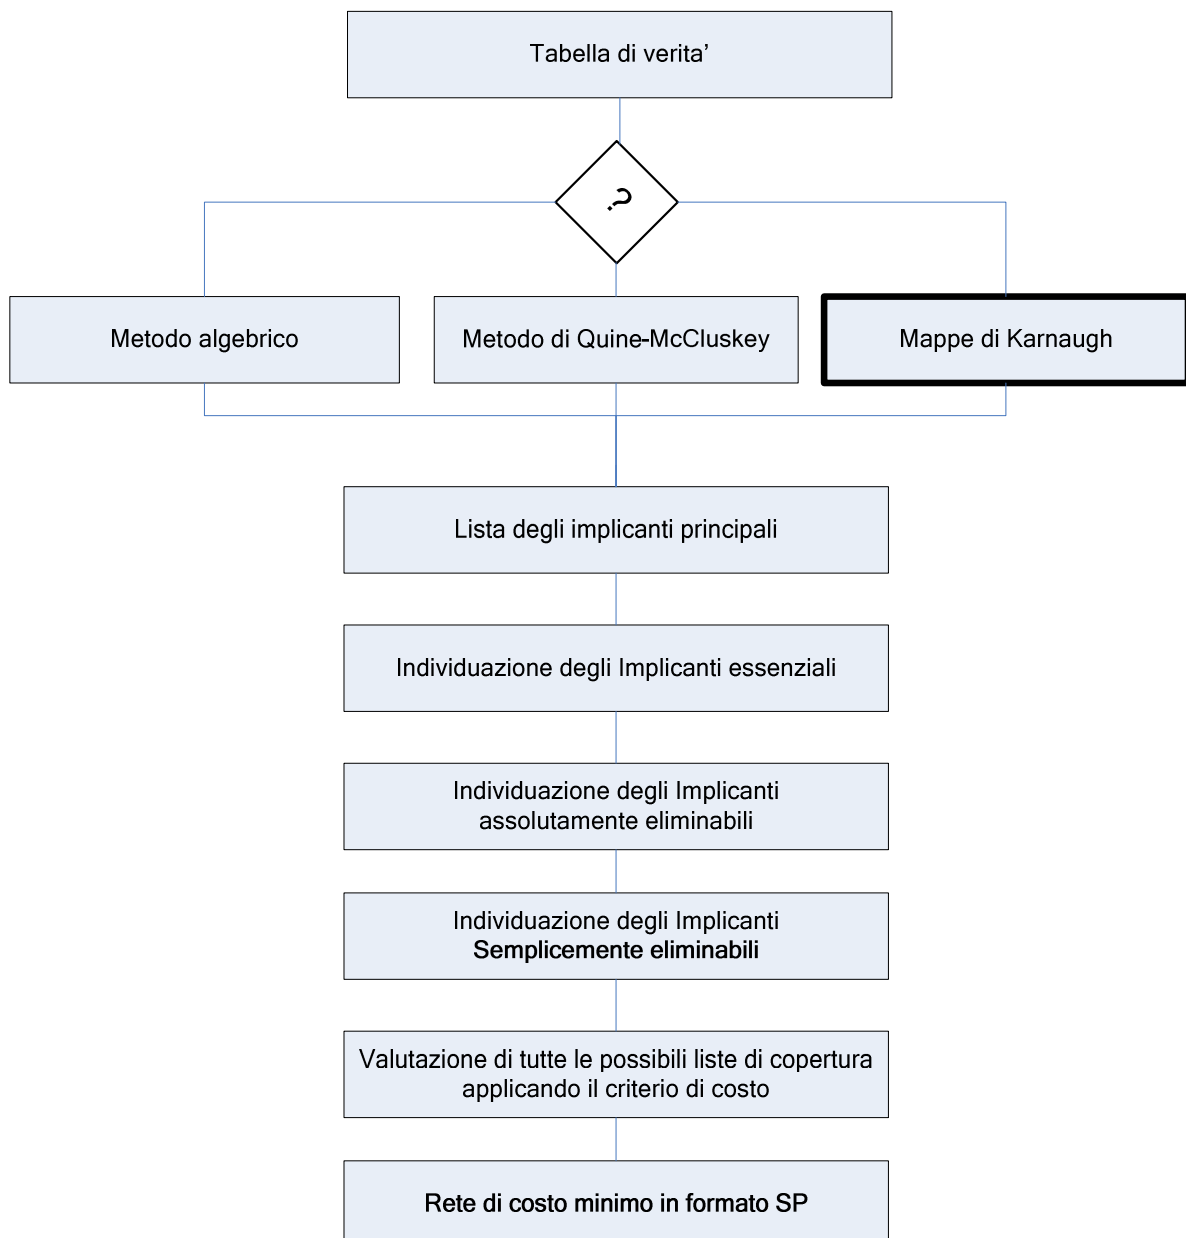 Tabella di verita’
?
Metodo algebrico
Metodo di Quine-McCluskey
Mappe di Karnaugh
Lista degli implicanti principali
Individuazione degli Implicanti essenziali
Individuazione degli Implicanti
assolutamente eliminabili
Individuazione degli Implicanti
Semplicemente eliminabili
Valutazione di tutte le possibili liste di copertura
applicando il criterio di costo
Rete di costo minimo in formato SP